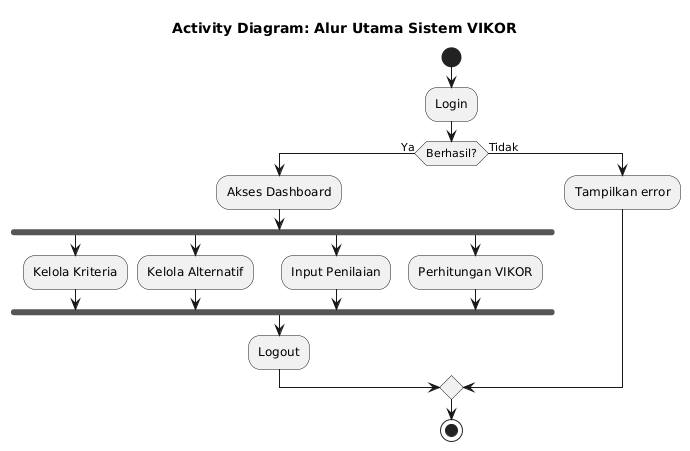 Activity Diagram: Alur Utama Sistem VIKOR
Login
Ya
Berhasil?
Tidak
Akses Dashboard
Tampilkan error
Kelola Kriteria
Kelola Alternatif
Input Penilaian
Perhitungan VIKOR
Logout